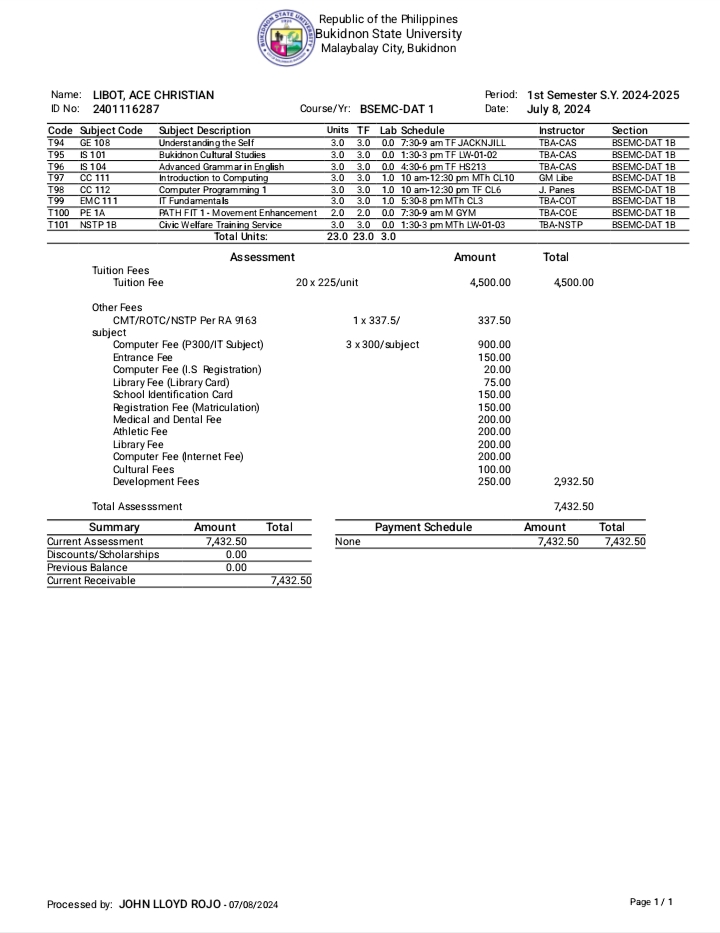 Republic of the Philippines
Bukidnon State University
Malaybalay City, Bukidnon
Name: LIBOT, ACE CHRISTIAN Period: 1st Semester S.Y. 2024-2025
ID No: 2401116287 Course/Yr: BSEMC-DAT 1 Date: July 8, 2024
Code Subject Code Subject Description Units TF Lab Schedule Instructor Section
T94 GE 108 Understanding the Self 3.0 3.0 0.0 7:30-9 am TF JACKNJILL TBA-CAS BSEMC-DAT 1B
T95 IS 101 Bukidnon Cultural Studies 3.0 3.0 0.0 1:30-3 pm TF LW-01-02 TBA-CAS BSEMC-DAT 1B
T96 IS 104 Advanced Grammar in English 3.0 3.0 0.0 4:30-6 pm TF HS213 TBA-CAS BSEMC-DAT 1B
T97 CC 111 Introduction to Computing 3.0 3.0 1.0 10 am-12:30 pm MTh CL10 GM Libe BSEMC-DAT 1B
T98 CC 112 Computer Programming 1 3.0 3.0 1.0 10 am-12:30 pm TF CL6 J. Panes BSEMC-DAT 1B
T99 EMC 111 IT Fundamentals 3.0 3.0 1.0 5:30-8 pm MTh CL3 TBA-COT BSEMC-DAT 1B
T100 PE 1A PATH FIT 1 - Movement Enhancement 2.0 2.0 0.0 7:30-9 am M GYM TBA-COE BSEMC-DAT 1B
T101 NSTP 1B Civic Welfare Training Service 3.0 3.0 0.0 1:30-3 pm MTh LW-01-03 TBA-NSTP BSEMC-DAT 1B
Total Units: 23.0 23.0 3.0
Assessment Amount Total
Tuition Fees
Tuition Fee 20 x 225/unit 4,500.00 4,500.00
Other Fees
CMT/ROTC/NSTP Per RA 9163 1 x 337.5/ 337.50
subject
Computer Fee (P300/IT Subject) 3 x 300/subject 900.00
Entrance Fee 150.00
Computer Fee (I.S Registration) 20.00
Library Fee (Library Card) 75.00
School Identification Card 150.00
Registration Fee (Matriculation) 150.00
Medical and Dental Fee 200.00
Athletic Fee 200.00
Library Fee 200.00
Computer Fee (Internet Fee) 200.00
Cultural Fees 100.00
Development Fees 250.00 2,932.50
Total Assesssment 7,432.50
Summary Amount Total Payment Schedule Amount Total
Current Assessment 7,432.50 None 7,432.50 7,432.50
Discounts/Scholarships 0.00
Previous Balance 0.00
Current Receivable 7,432.50
Processed by: JOHN LLOYD ROJO - 07/08/2024 Page 1 / 1